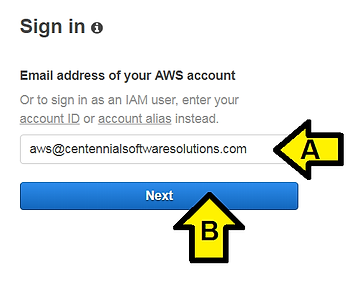 Sign in
Email address of your AWS account
Or to sign in as an IAM user, enter your
account ID or account alias instead.
aws@centennialsoftwaresolutions.com
A
Next
B